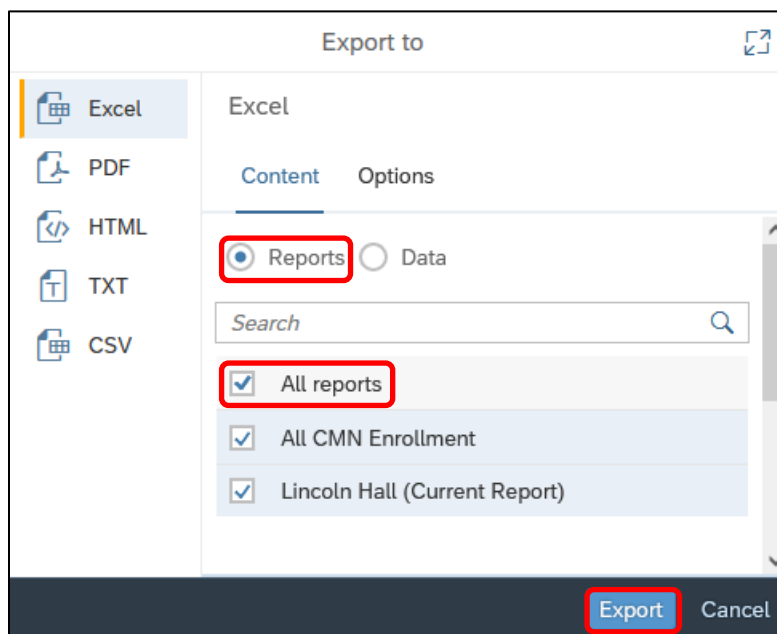 Export to
Excel
PDF
HTML
TXT
CSV
Excel
Content Options
Reports Data
Search
All reports
All CMN Enrollment
Lincoln Hall (Current Report)
Export Cancel